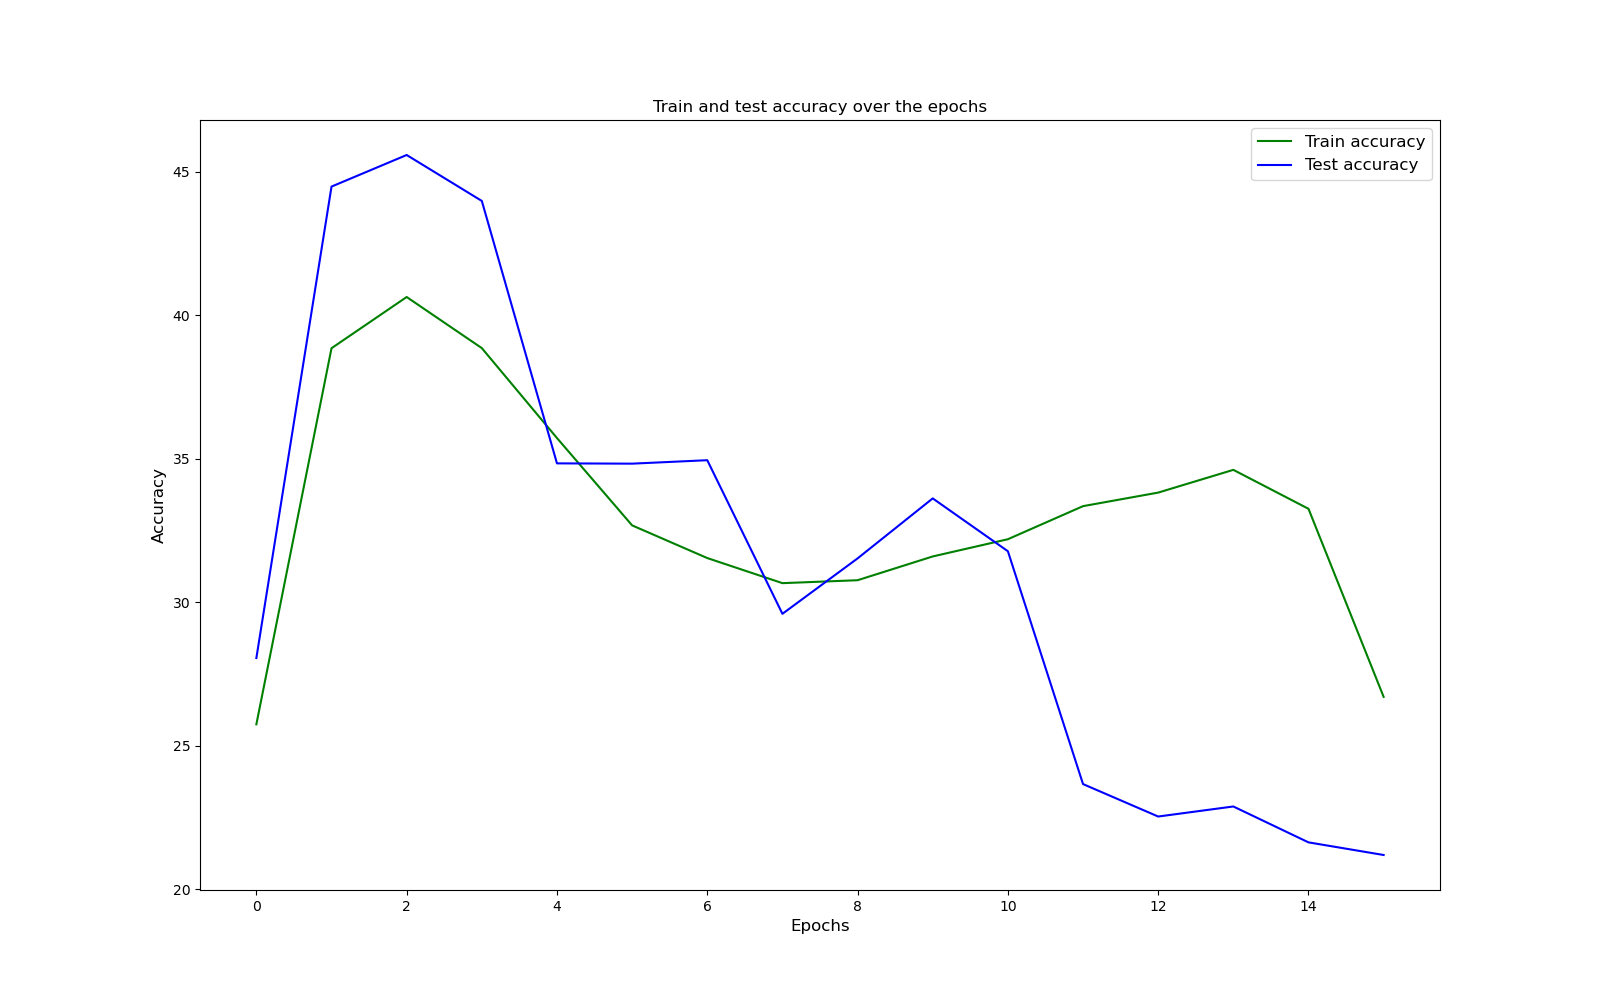 Train and test accuracy over the epochs
Train accuracy
Test accuracy
Accuracy
45
40
35
30
25
20
0 2 4 6 8 10 12 14
Epochs